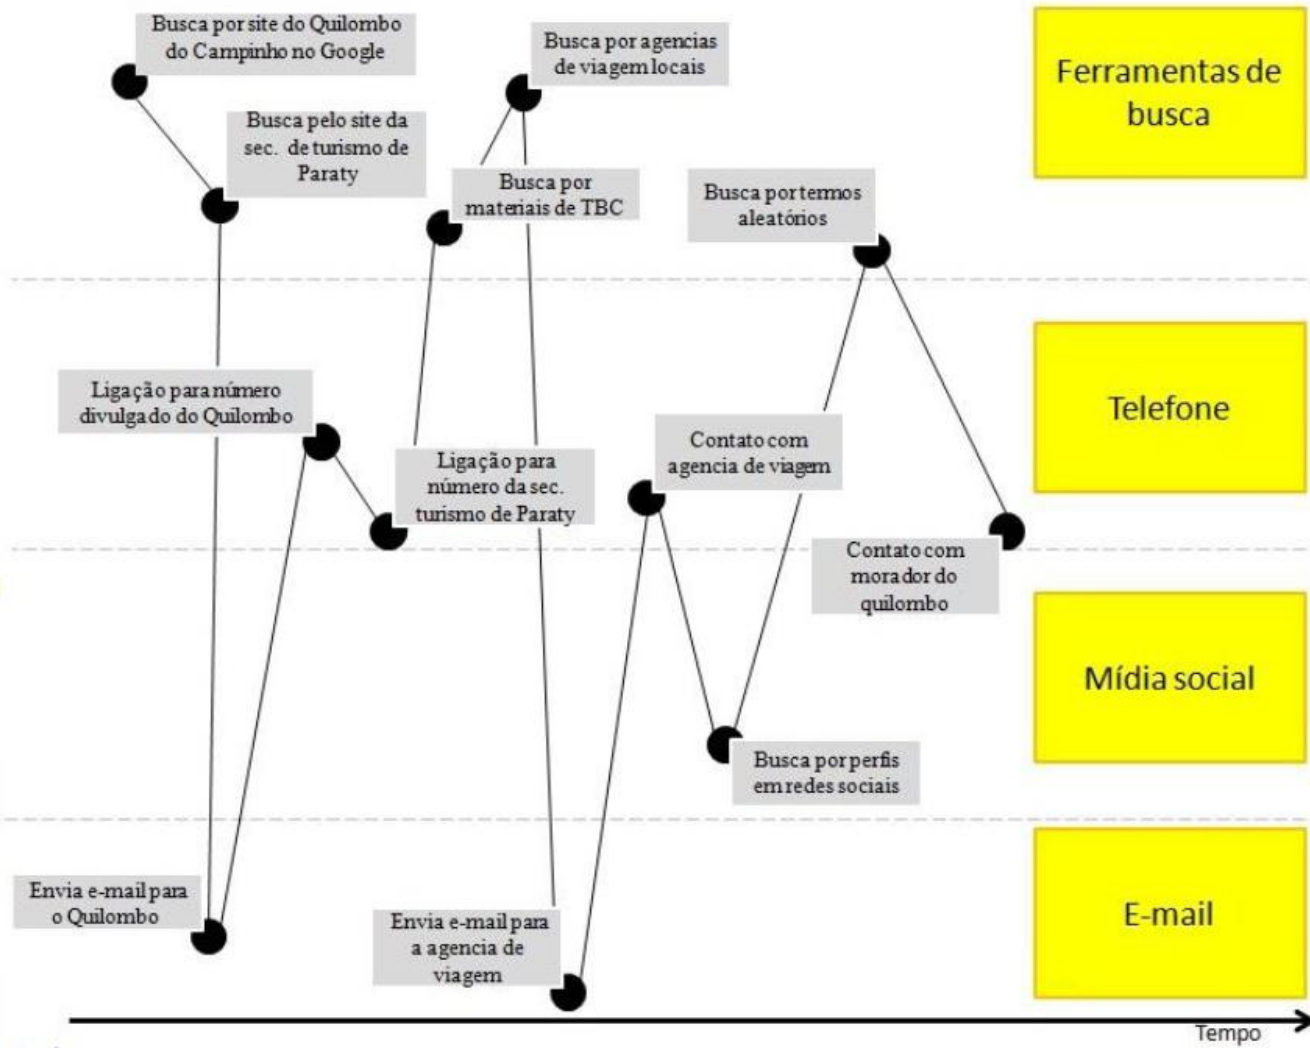 Busca por site do Quilombo
do Campinho no Google
Busca por agencias
de viagem locais
Ferramentas de
busca
Busca pelo site da
sec. de turismo de
Paraty
Busca por
materiais de TBC
Busca por termos
aleatórios
Ligação para número
divulgado do Quilombo
Telefone
Ligação para
número da sec.
turismo de Paraty
Contato com
agencia de viagem
Contato com
morador do
quilombo
Mídia social
Busca por perfis
em redes sociais
Envia e-mail para
o Quilombo
Envia e-mail para
a agencia de
viagem
E-mail
Tempo